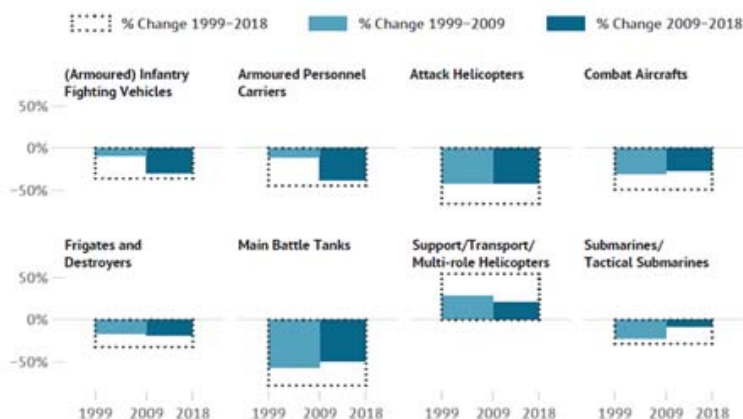 % Change 1999–2018 % Change 1999–2009 % Change 2009–2018
(Armoured) Infantry
Fighting Vehicles
Armoured Personnel
Carriers
Attack Helicopters
Combat Aircrafts
50%
0%
−50%
Frigates and
Destroyers
Main Battle Tanks
Support/Transport/
Multi-role Helicopters
Submarines/
Tactical Submarines
50%
0%
−50%
1999 2009 2018 1999 2009 2018 1999 2009 2018 1999 2009 2018